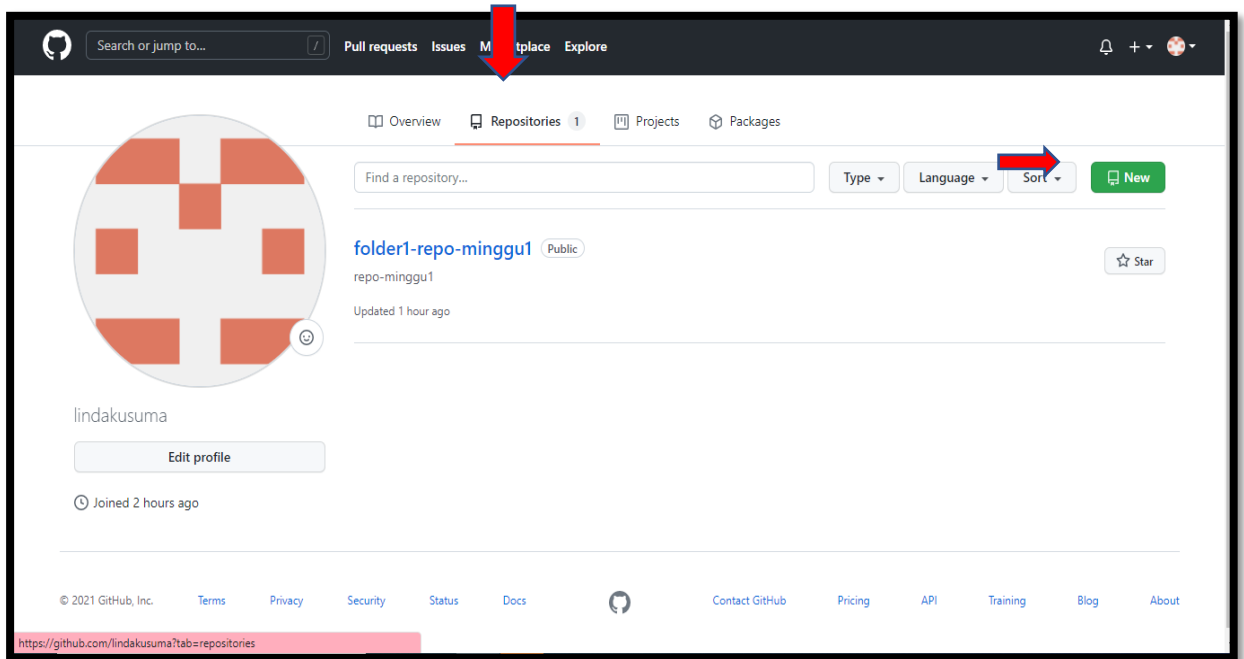 Search or jump to... / Pull requests Issues Marketplace Explore
Overview Repositories 1 Projects Packages
Find a repository... Type Language Sort New
folder1-repo-minggu1 Public
Star
repo-minggu1
Updated 1 hour ago
lindakusuma
Edit profile
Joined 2 hours ago
© 2021 GitHub, Inc. Terms Privacy Security Status Docs Contact GitHub Pricing API Training Blog About
https://github.com/lindakusuma?tab=repositories